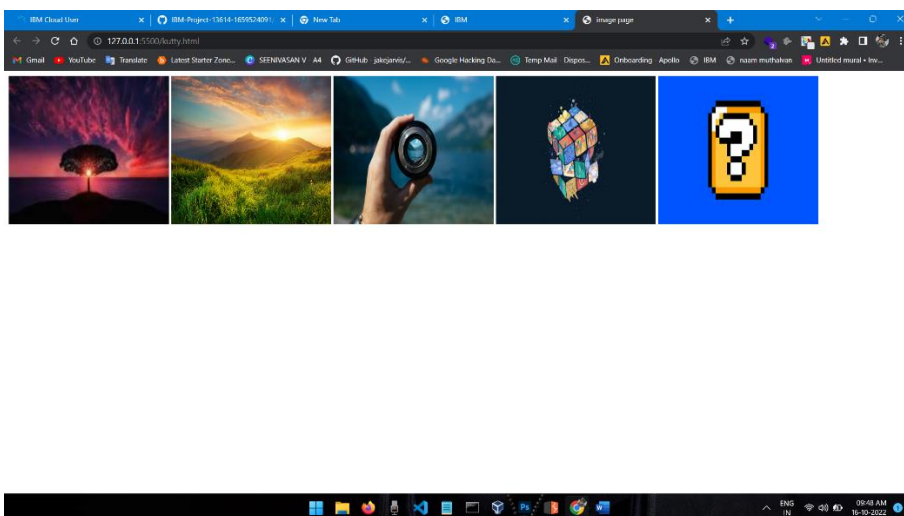 IBM Cloud User
IBM-Project-13614-1659524091/
New Tab
IBM
image page
127.0.0.1:5500/kutty.html
Gmail
YouTube
Translate
Latest Starter Zone...
SEENIVASAN V A4
GitHub jakejarvis/...
Google Hacking Da...
Temp Mail Dispos...
Onboarding Apollo
IBM
naam muthalvan
Untitled mural • Inv...
?
ENG
IN
09:48 AM
16-10-2022